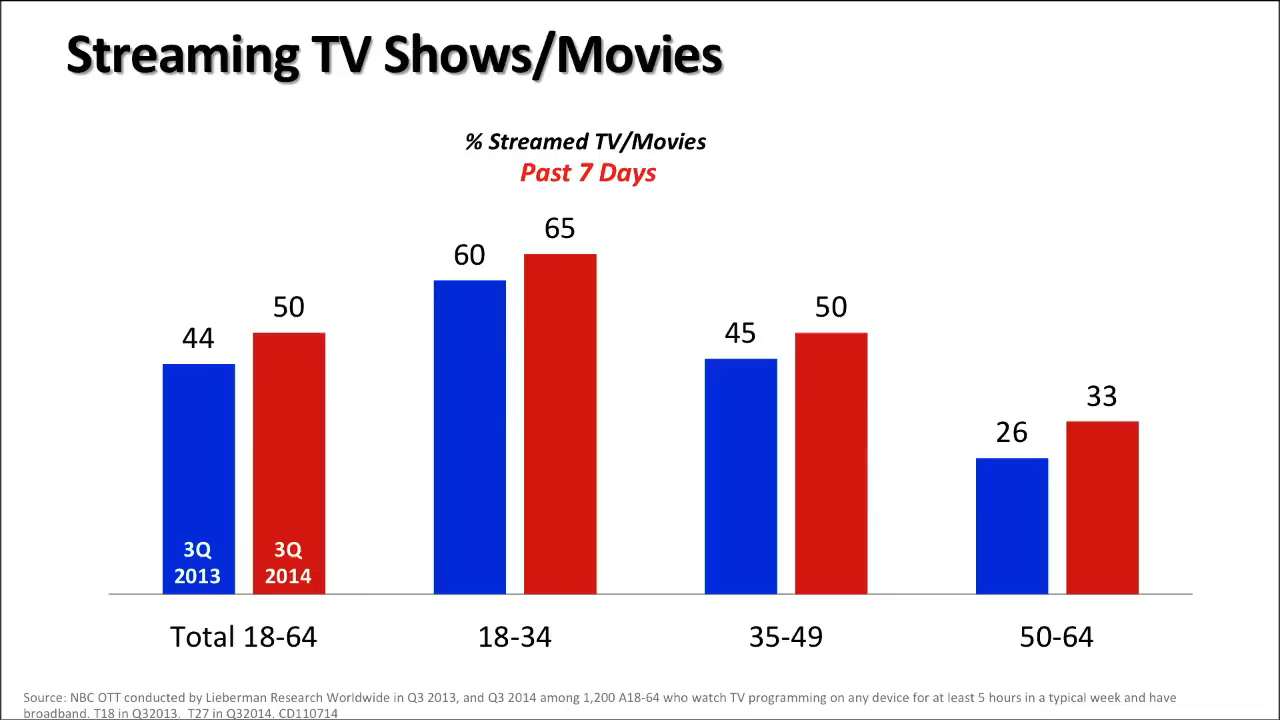 Streaming TV Shows/Movies
% Streamed TV/Movies
Past 7 Days
44
50
60
65
45
50
26
33
3Q
2013
3Q
2014
Total 18-64
18-34
35-49
50-64
Source: NBC OTT conducted by Lieberman Research Worldwide in Q3 2013, and Q3 2014 among 1,200 A18-64 who watch TV programming on any device for at least 5 hours in a typical week and have
broadband. T18 in Q32013. T27 in Q32014. CD110714